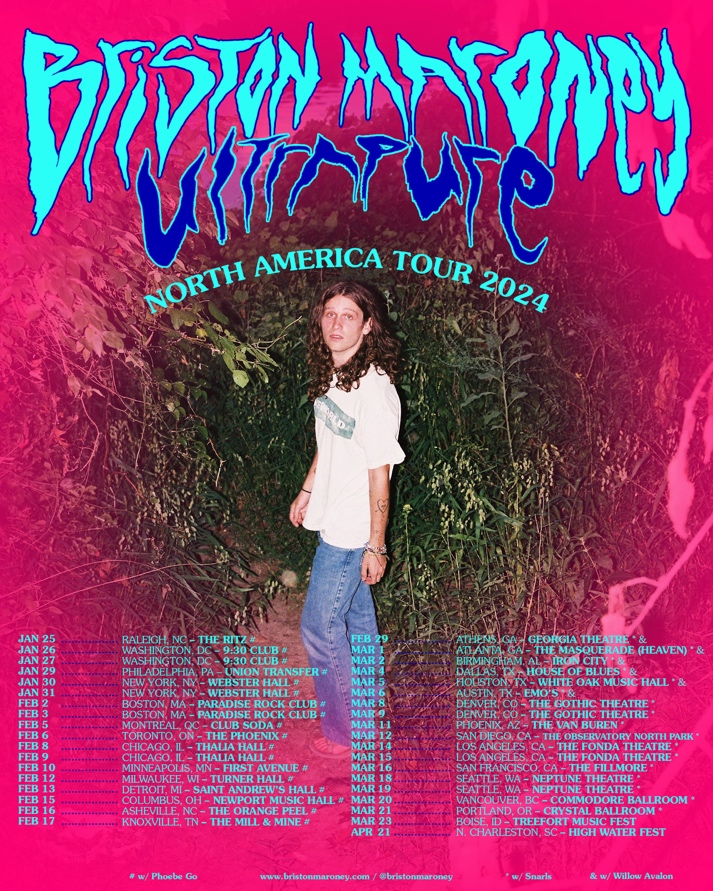 BRISTON MARONEY
ULTRAPURE
NORTH AMERICA TOUR 2024
JAN 25 RALEIGH, NC – THE RITZ #
JAN 26 WASHINGTON, DC – 9:30 CLUB #
JAN 27 WASHINGTON, DC – 9:30 CLUB #
JAN 29 PHILADELPHIA, PA – UNION TRANSFER #
JAN 30 NEW YORK, NY – WEBSTER HALL #
JAN 31 NEW YORK, NY – WEBSTER HALL #
FEB 2 BOSTON, MA – PARADISE ROCK CLUB #
FEB 3 BOSTON, MA – PARADISE ROCK CLUB #
FEB 5 MONTREAL, QC – CLUB SODA #
FEB 6 TORONTO, ON – THE PHOENIX #
FEB 8 CHICAGO, IL – THALIA HALL #
FEB 9 CHICAGO, IL – THALIA HALL #
FEB 10 MINNEAPOLIS, MN – FIRST AVENUE #
FEB 12 MILWAUKEE, WI – TURNER HALL #
FEB 13 DETROIT, MI – SAINT ANDREW'S HALL #
FEB 15 COLUMBUS, OH – NEWPORT MUSIC HALL #
FEB 16 ASHEVILLE, NC – THE ORANGE PEEL #
FEB 17 KNOXVILLE, TN – THE MILL & MINE #
FEB 29 ATHENS, GA – GEORGIA THEATRE * &
MAR 1 ATLANTA, GA – THE MASQUERADE (HEAVEN) * &
MAR 2 BIRMINGHAM, AL – IRON CITY * &
MAR 4 DALLAS, TX – HOUSE OF BLUES * &
MAR 5 HOUSTON, TX – WHITE OAK MUSIC HALL * &
MAR 6 AUSTIN, TX – EMO'S * &
MAR 8 DENVER, CO – THE GOTHIC THEATRE *
MAR 9 DENVER, CO – THE GOTHIC THEATRE *
MAR 11 PHOENIX, AZ – THE VAN BUREN *
MAR 12 SAN DIEGO, CA – THE OBSERVATORY NORTH PARK *
MAR 14 LOS ANGELES, CA – THE FONDA THEATRE *
MAR 15 LOS ANGELES, CA – THE FONDA THEATRE *
MAR 16 SAN FRANCISCO, CA – THE FILLMORE *
MAR 18 SEATTLE, WA – NEPTUNE THEATRE *
MAR 19 SEATTLE, WA – NEPTUNE THEATRE *
MAR 20 VANCOUVER, BC – COMMODORE BALLROOM *
MAR 21 PORTLAND, OR – CRYSTAL BALLROOM *
MAR 23 BOISE, ID – TREEFORT MUSIC FEST
APR 21 N. CHARLESTON, SC – HIGH WATER FEST
# w/ Phoebe Go www.bristonmaroney.com / @bristonmaroney * w/ Snarls & w/ Willow Avalon